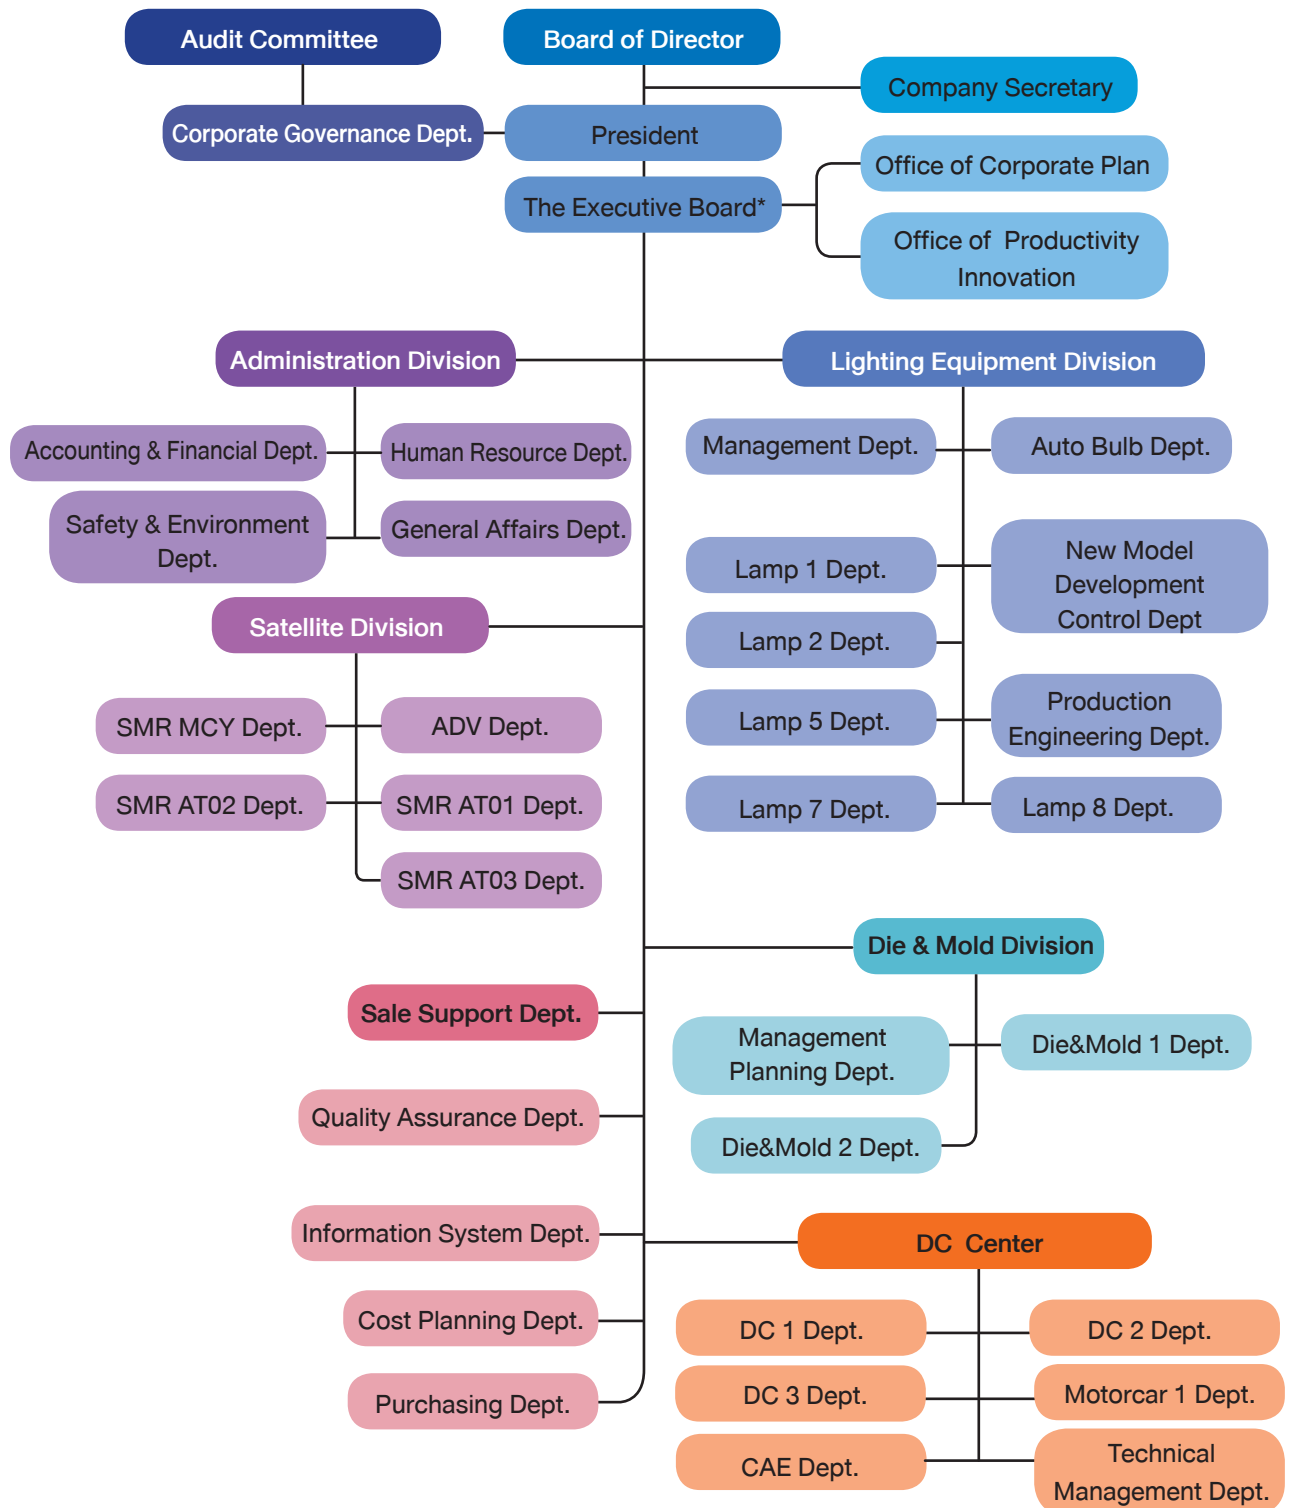 Audit Committee
Board of Director
Company Secretary
Corporate Governance Dept.
President
Office of Corporate Plan
The Executive Board*
Office of Productivity
Innovation
Administration Division
Lighting Equipment Division
Accounting & Financial Dept.
Human Resource Dept.
Management Dept.
Auto Bulb Dept.
Safety & Environment
Dept.
General Affairs Dept.
Lamp 1 Dept.
New Model
Development
Control Dept
Satellite Division
Lamp 2 Dept.
SMR MCY Dept.
ADV Dept.
Lamp 5 Dept.
Production
Engineering Dept.
SMR AT02 Dept.
SMR AT01 Dept.
Lamp 7 Dept.
Lamp 8 Dept.
SMR AT03 Dept.
Die & Mold Division
Sale Support Dept.
Management
Planning Dept.
Die&Mold 1 Dept.
Quality Assurance Dept.
Die&Mold 2 Dept.
Information System Dept.
DC Center
Cost Planning Dept.
DC 1 Dept.
DC 2 Dept.
Purchasing Dept.
DC 3 Dept.
Motorcar 1 Dept.
CAE Dept.
Technical
Management Dept.